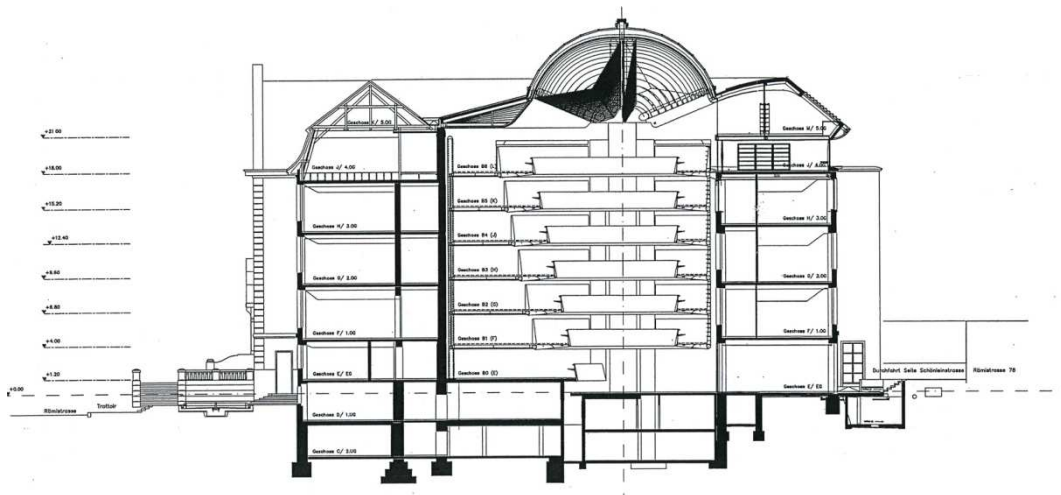 +21.00
+18.00
+15.20
+12.40
+9.60
+6.80
+4.00
+1.20
+0.00
Rämistrasse
Trottoir
Geschoss K/ 5.00
Geschoss J/ 4.00
Geschoss H/ 3.00
Geschoss G/ 2.00
Geschoss F/ 1.00
Geschoss E/ EG
Geschoss D/ 1.UG
Geschoss C/ 2.UG
Geschoss B6 (L)
Geschoss B5 (K)
Geschoss B4 (J)
Geschoss B3 (H)
Geschoss B2 (G)
Geschoss B1 (F)
Geschoss B0 (E)
Geschoss J/ 4.00
Geschoss H/ 3.00
Geschoss G/ 2.00
Geschoss F/ 1.00
Geschoss E/ EG
Durchfahrt Seite Schönleinstrasse
Rämistrasse 78